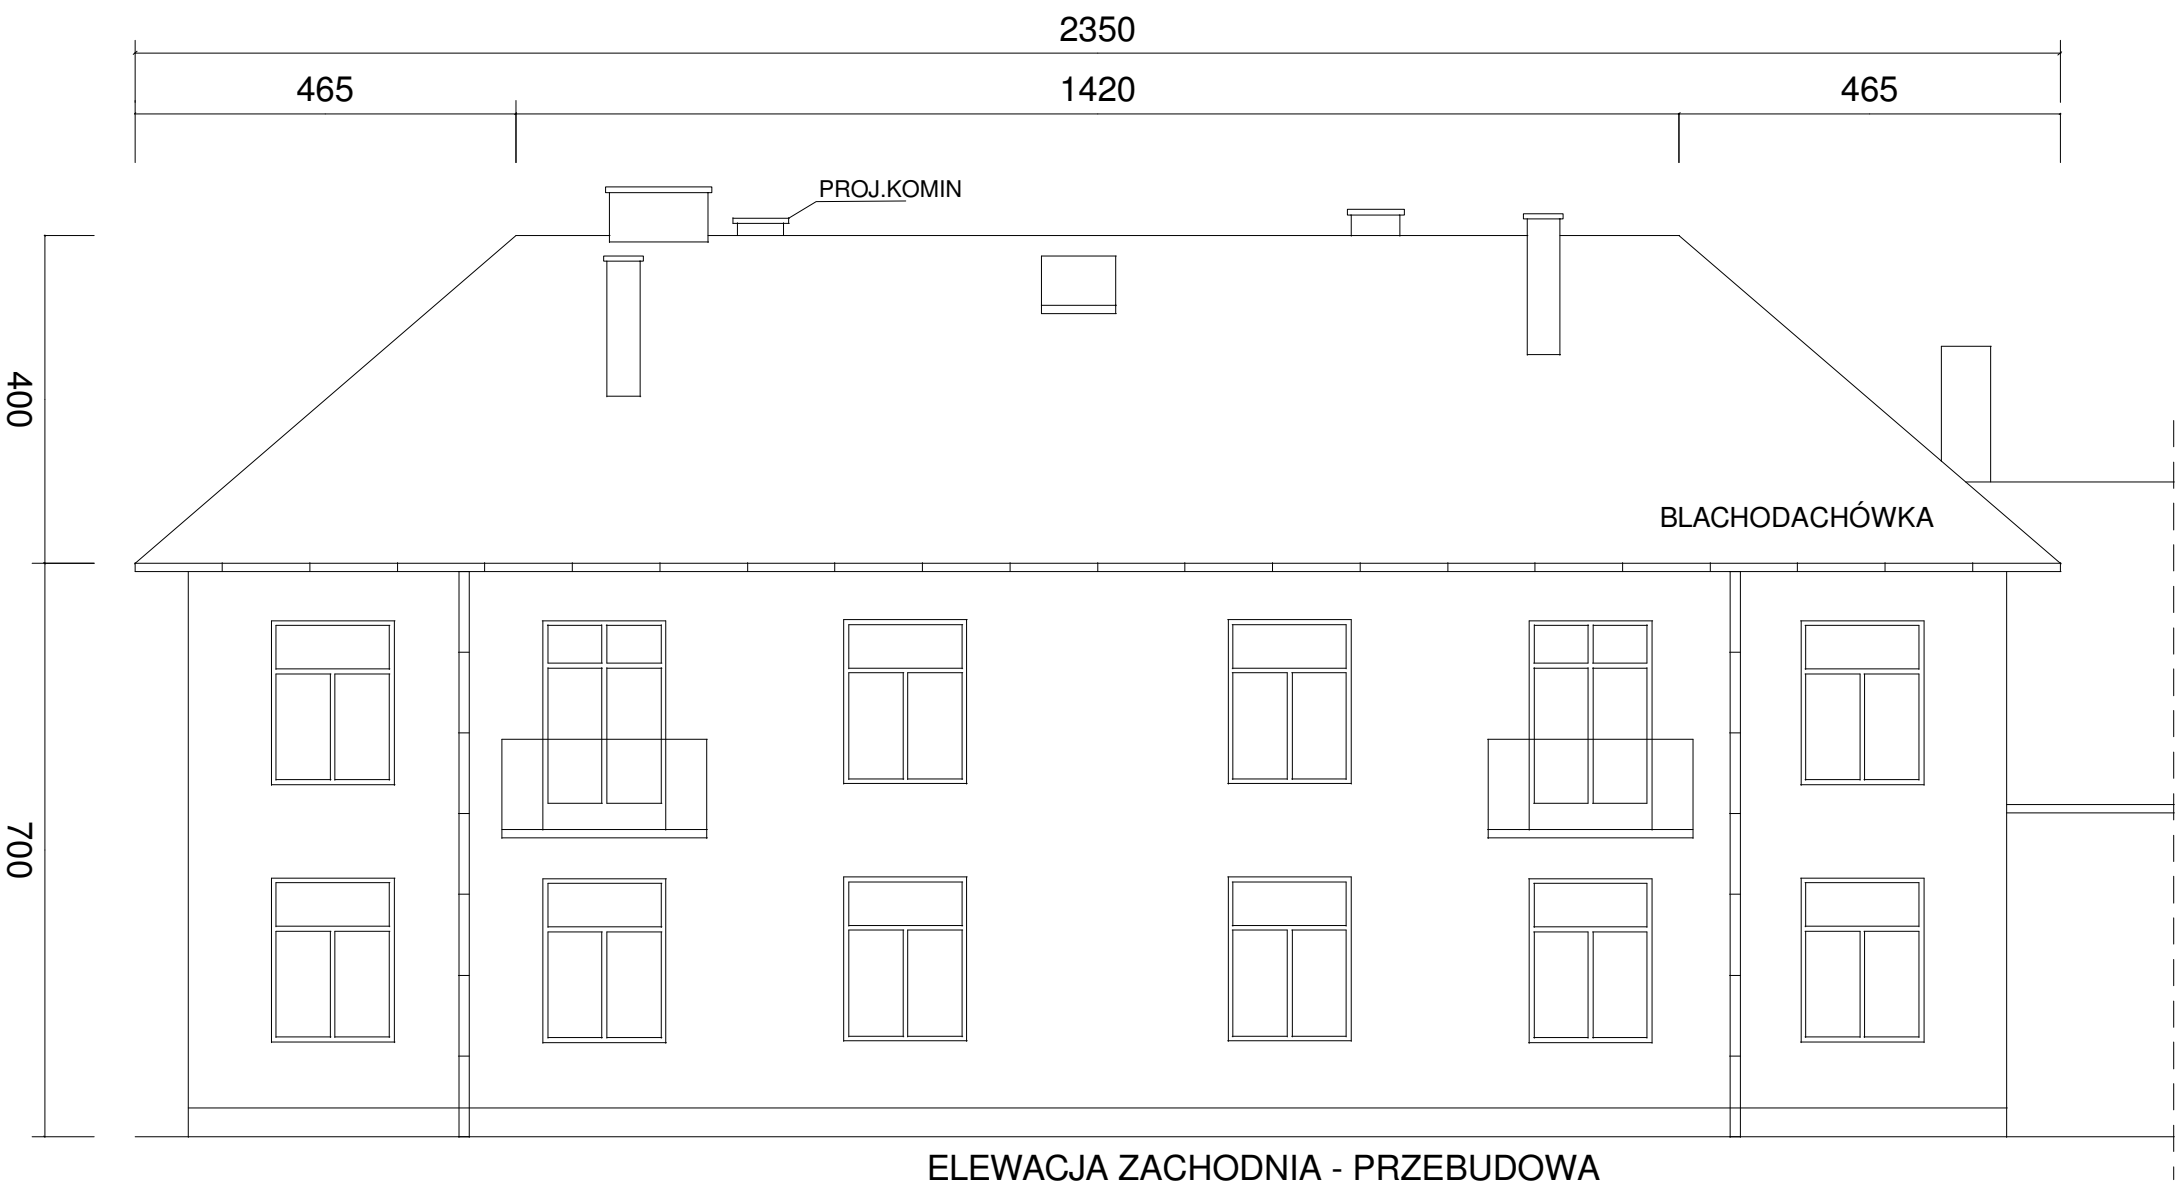 2350
465 1420 465
PROJ.KOMIN
400
BLACHODACHÓWKA
700
ELEWACJA ZACHODNIA - PRZEBUDOWA